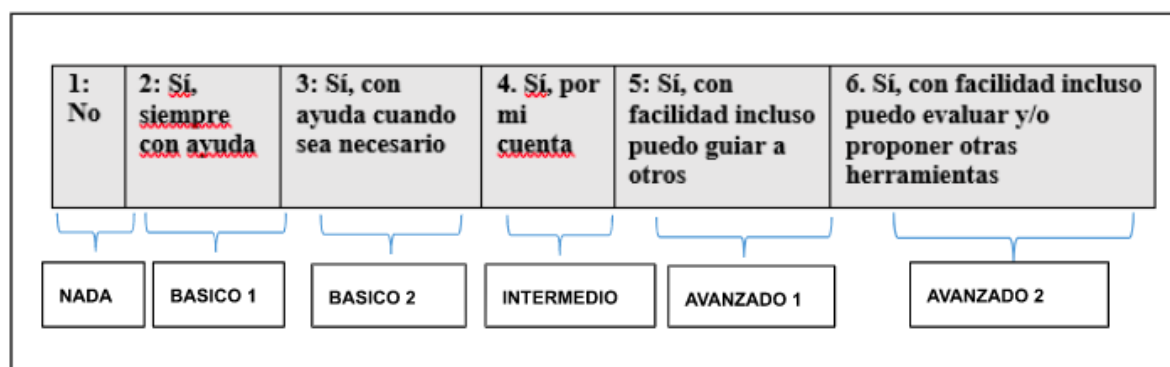 1:
No
2: Sí,
siempre
con ayuda
3: Sí, con
ayuda cuando
sea necesario
4. Sí, por
mi
cuenta
5: Sí, con
facilidad incluso
puedo guiar a
otros
6. Sí, con facilidad incluso
puedo evaluar y/o
proponer otras
herramientas
NADA
BASICO 1
BASICO 2
INTERMEDIO
AVANZADO 1
AVANZADO 2